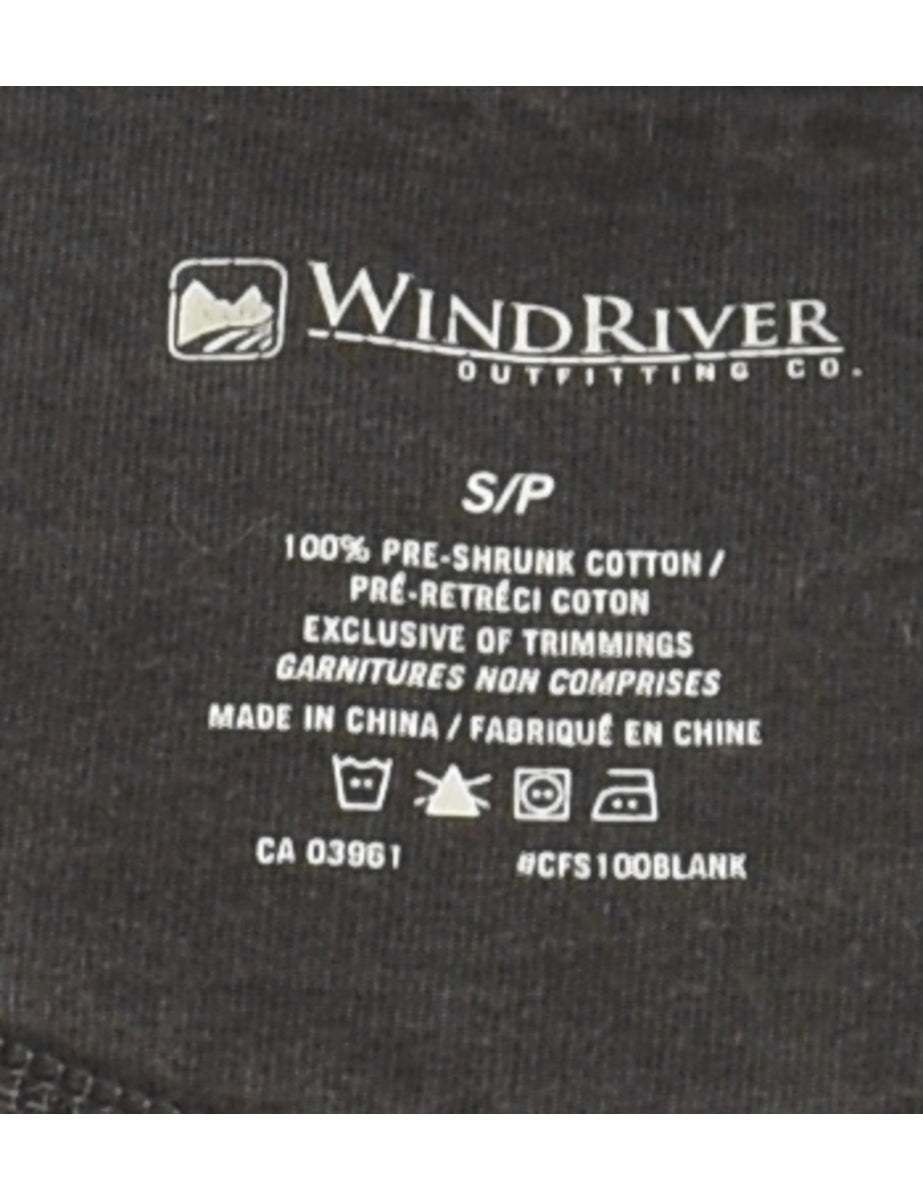 WINDRIVER
OUTFITTING CO.
S/P
100% PRE-SHRUNK COTTON /
PRÉ-RETRÉCI COTON
EXCLUSIVE OF TRIMMINGS
GARNITURES NON COMPRISES
MADE IN CHINA / FABRIQUÉ EN CHINE
CA 03961 #CFS100BLANK